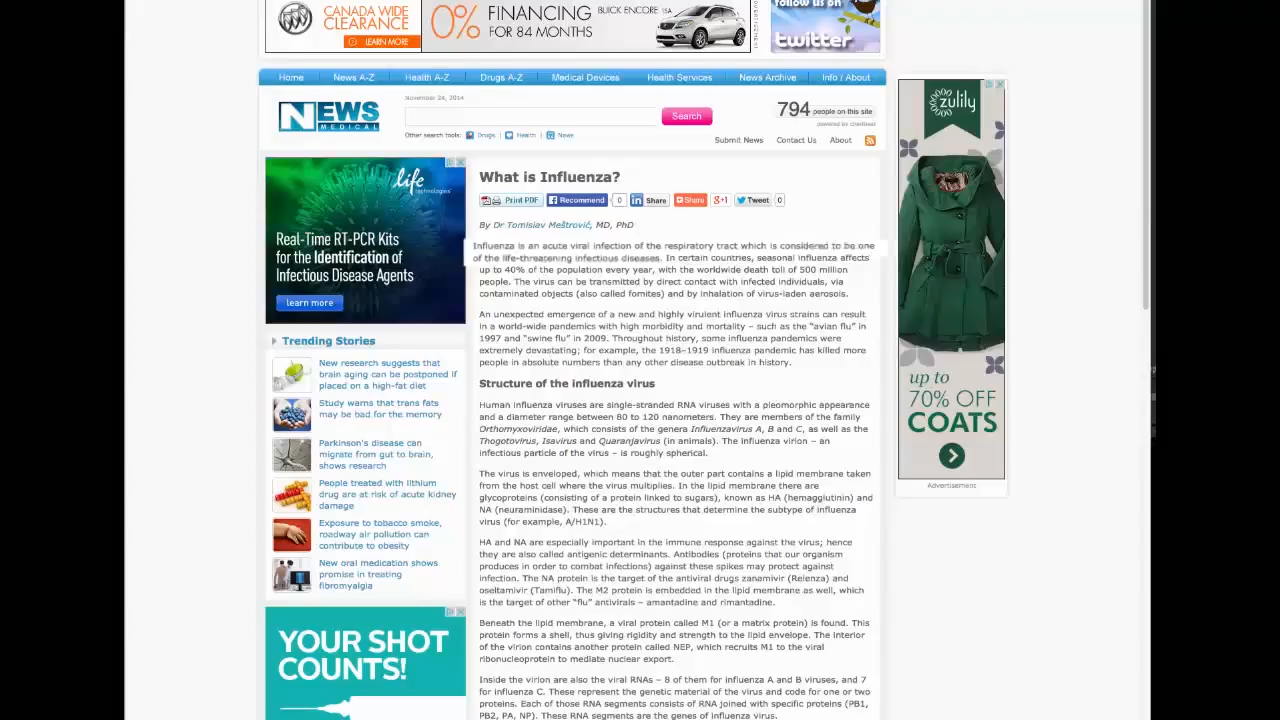 CANADA WIDE
CLEARANCE
LEARN MORE
0% FINANCING
FOR 84 MONTHS
BUICK ENCORE
follow us on
twitter
Home News A-Z Health A-Z Drugs A-Z Medical Devices Health Services News Archive Info / About
November 24, 2014
NEWS
MEDICAL
Search
794 people on this site
powered by chartbeat
Other search tools: Drugs | Health | News
Submit News Contact Us About
life
technologies
Real-Time RT-PCR Kits
for the Identification of
Infectious Disease Agents
learn more
Trending Stories
New research suggests that
brain aging can be postponed if
placed on a high-fat diet
Study warns that trans fats
may be bad for the memory
Parkinson's disease can
migrate from gut to brain,
shows research
People treated with lithium
drug are at risk of acute kidney
damage
Exposure to tobacco smoke,
roadway air pollution can
contribute to obesity
New oral medication shows
promise in treating
fibromyalgia
YOUR SHOT
COUNTS!
What is Influenza?
Print PDF Recommend 0 Share Share +1 Tweet 0
By Dr Tomislav Meštrović, MD, PhD
Influenza is an acute viral infection of the respiratory tract which is considered to be one
of the life-threatening infectious diseases. In certain countries, seasonal influenza affects
up to 40% of the population every year, with the worldwide death toll of 500 million
people. The virus can be transmitted by direct contact with infected individuals, via
contaminated objects (also called fomites) and by inhalation of virus-laden aerosols.
An unexpected emergence of a new and highly virulent influenza virus strains can result
in a world-wide pandemics with high morbidity and mortality – such as the "avian flu" in
1997 and "swine flu" in 2009. Throughout history, some influenza pandemics were
extremely devastating; for example, the 1918–1919 influenza pandemic has killed more
people in absolute numbers than any other disease outbreak in history.
Structure of the influenza virus
Human influenza viruses are single-stranded RNA viruses with a pleomorphic appearance
and a diameter range between 80 to 120 nanometers. They are members of the family
Orthomyxoviridae, which consists of the genera Influenzavirus A, B and C, as well as the
Thogotovirus, Isavirus and Quaranjavirus (in animals). The influenza virion – an
infectious particle of the virus – is roughly spherical.
The virus is enveloped, which means that the outer part contains a lipid membrane taken
from the host cell where the virus multiplies. In the lipid membrane there are
glycoproteins (consisting of a protein linked to sugars), known as HA (hemagglutinin) and
NA (neuraminidase). These are the structures that determine the subtype of influenza
virus (for example, A/H1N1).
HA and NA are especially important in the immune response against the virus; hence
they are also called antigenic determinants. Antibodies (proteins that our organism
produces in order to combat infections) against these spikes may protect against
infection. The NA protein is the target of the antiviral drugs zanamivir (Relenza) and
oseltamivir (Tamiflu). The M2 protein is embedded in the lipid membrane as well, which
is the target of other "flu" antivirals – amantadine and rimantadine.
Beneath the lipid membrane, a viral protein called M1 (or a matrix protein) is found. This
protein forms a shell, thus giving rigidity and strength to the lipid envelope. The interior
of the virion contains another protein called NEP, which recruits M1 to the viral
ribonucleoprotein to mediate nuclear export.
Inside the virion are also the viral RNAs – 8 of them for influenza A and B viruses, and 7
for influenza C. These represent the genetic material of the virus and code for one or two
proteins. Each of those RNA segments consists of RNA joined with specific proteins (PB1,
PB2, PA, NP). These RNA segments are the genes of influenza virus.
zulily
up to
70% OFF
COATS
Advertisement